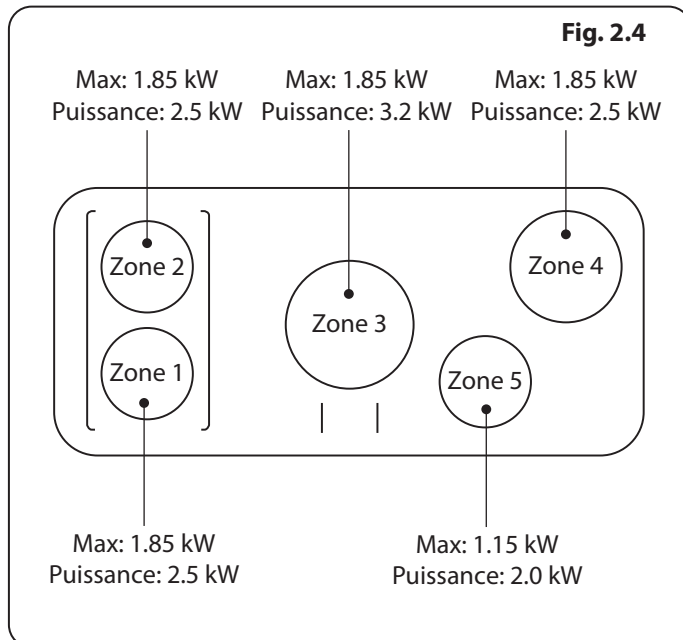 Fig. 2.4
Max: 1.85 kW
Puissance: 2.5 kW
Max: 1.85 kW
Puissance: 3.2 kW
Max: 1.85 kW
Puissance: 2.5 kW
Zone 2
Zone 4
Zone 3
Zone 1
Zone 5
Max: 1.85 kW
Puissance: 2.5 kW
Max: 1.15 kW
Puissance: 2.0 kW